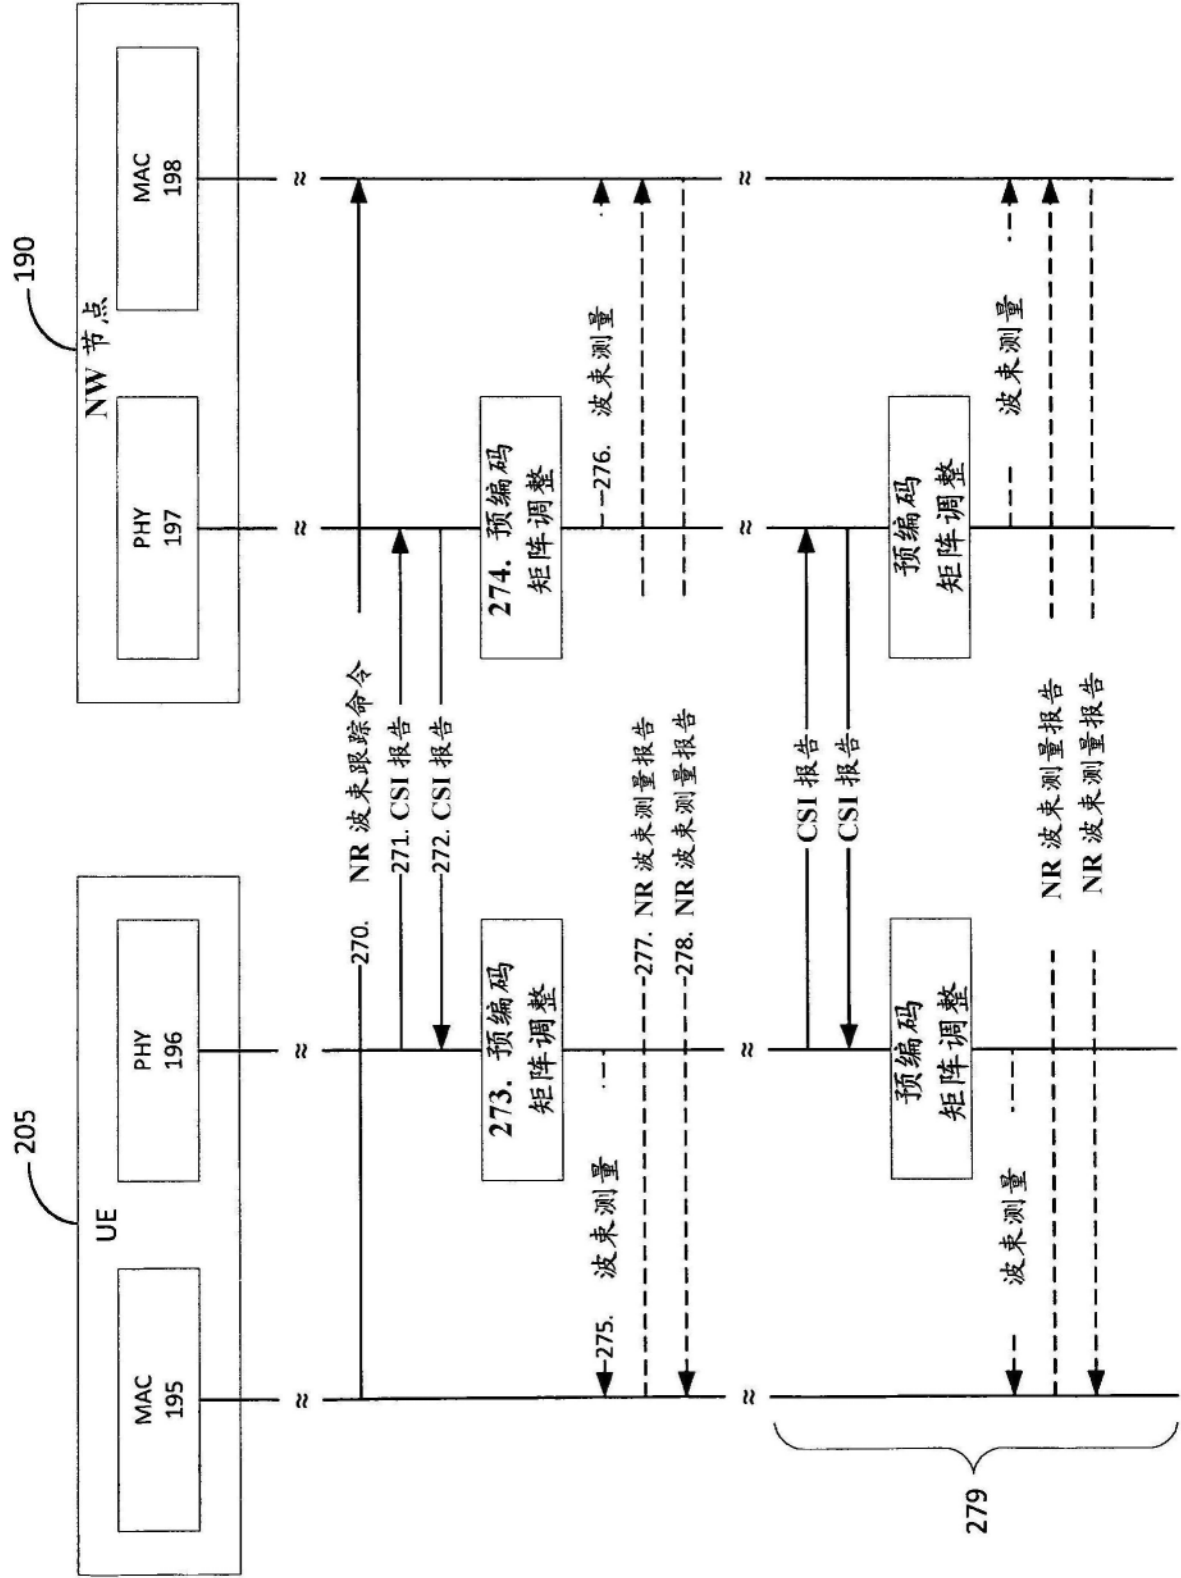 205
190
UE
NW 节点
MAC
195
PHY
196
PHY
197
MAC
198
≈
≈
≈
≈
270.
NR 波束跟踪命令
271. CSI 报告
272. CSI 报告
273. 预编码
矩阵调整
274. 预编码
矩阵调整
275.
波束测量
276.
波束测量
277. NR 波束测量报告
278. NR 波束测量报告
≈
≈
≈
≈
CSI 报告
CSI 报告
预编码
矩阵调整
预编码
矩阵调整
波束测量
波束测量
NR 波束测量报告
NR 波束测量报告
279